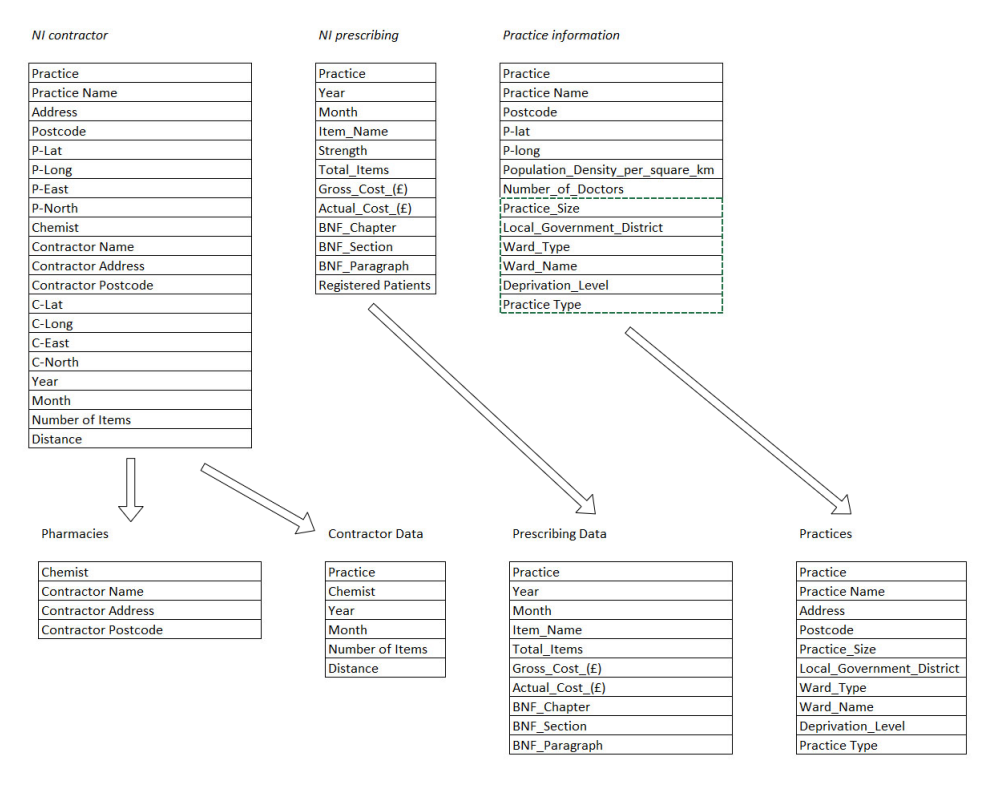 NI contractor
Practice
Practice Name
Address
Postcode
P-Lat
P-Long
P-East
P-North
Chemist
Contractor Name
Contractor Address
Contractor Postcode
C-Lat
C-Long
C-East
C-North
Year
Month
Number of Items
Distance
NI prescribing
Practice
Year
Month
Item_Name
Strength
Total_Items
Gross_Cost_(£)
Actual_Cost_(£)
BNF_Chapter
BNF_Section
BNF_Paragraph
Registered Patients
Practice information
Practice
Practice Name
Postcode
P-lat
P-long
Population_Density_per_square_km
Number_of_Doctors
Practice_Size
Local_Government_District
Ward_Type
Ward_Name
Deprivation_Level
Practice Type
Pharmacies
Chemist
Contractor Name
Contractor Address
Contractor Postcode
Contractor Data
Practice
Chemist
Year
Month
Number of Items
Distance
Prescribing Data
Practice
Year
Month
Item_Name
Total_Items
Gross_Cost_(£)
Actual_Cost_(£)
BNF_Chapter
BNF_Section
BNF_Paragraph
Practices
Practice
Practice Name
Address
Postcode
Practice_Size
Local_Government_District
Ward_Type
Ward_Name
Deprivation_Level
Practice Type